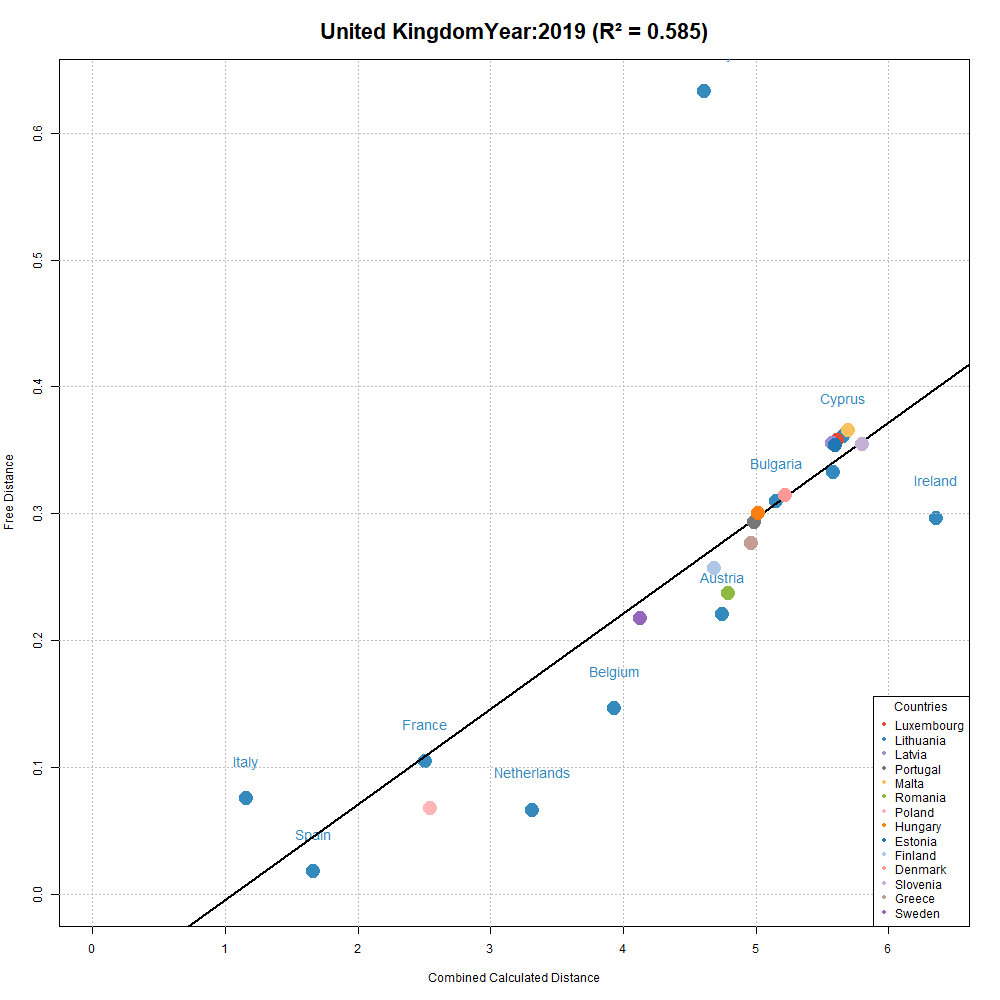 United KingdomYear:2019 (R² = 0.585)
Free Distance
0.6
0.5
0.4
0.3
0.2
0.1
0.0
Cyprus
Bulgaria
Ireland
Austria
Belgium
France
Italy
Netherlands
Spain
Countries
Luxembourg
Lithuania
Latvia
Portugal
Malta
Romania
Poland
Hungary
Estonia
Finland
Denmark
Slovenia
Greece
Sweden
0 1 2 3 4 5 6
Combined Calculated Distance